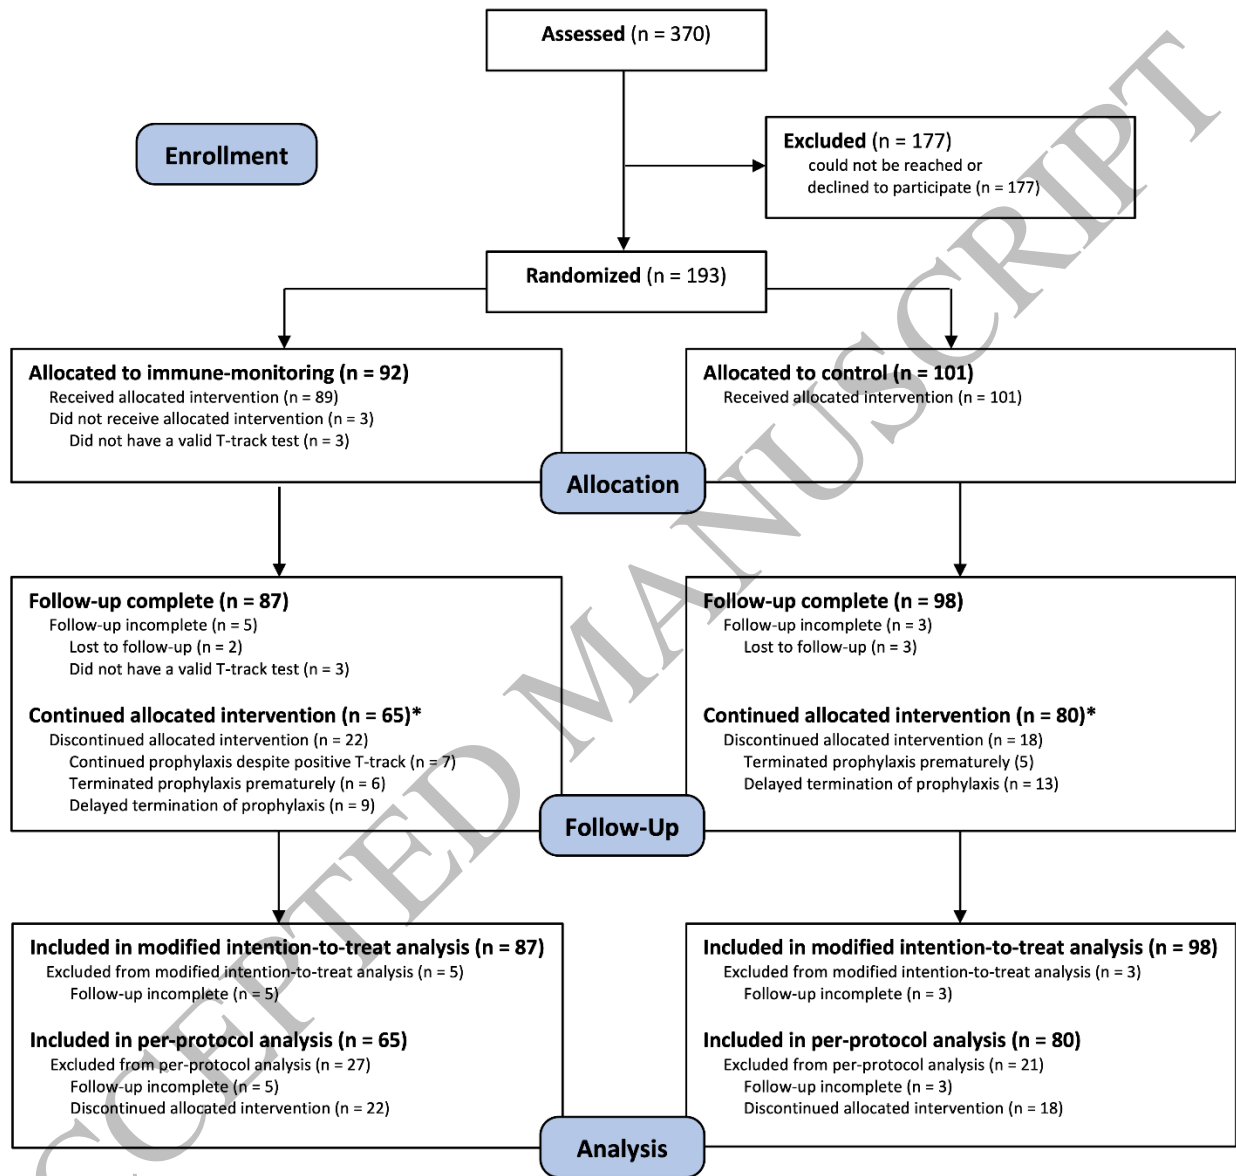 Assessed (n = 370)
Enrollment
Excluded (n = 177)
could not be reached or
declined to participate (n = 177)
Randomized (n = 193)
Allocated to immune-monitoring (n = 92)
Received allocated intervention (n = 89)
Did not receive allocated intervention (n = 3)
Did not have a valid T-track test (n = 3)
Allocated to control (n = 101)
Received allocated intervention (n = 101)
Allocation
Follow-up complete (n = 87)
Follow-up incomplete (n = 5)
Lost to follow-up (n = 2)
Did not have a valid T-track test (n = 3)
Continued allocated intervention (n = 65)*
Discontinued allocated intervention (n = 22)
Continued prophylaxis despite positive T-track (n = 7)
Terminated prophylaxis prematurely (n = 6)
Delayed termination of prophylaxis (n = 9)
Follow-up complete (n = 98)
Follow-up incomplete (n = 3)
Lost to follow-up (n = 3)
Continued allocated intervention (n = 80)*
Discontinued allocated intervention (n = 18)
Terminated prophylaxis prematurely (5)
Delayed termination of prophylaxis (n = 13)
Follow-Up
Included in modified intention-to-treat analysis (n = 87)
Excluded from modified intention-to-treat analysis (n = 5)
Follow-up incomplete (n = 5)
Included in per-protocol analysis (n = 65)
Excluded from per-protocol analysis (n = 27)
Follow-up incomplete (n = 5)
Discontinued allocated intervention (n = 22)
Included in modified intention-to-treat analysis (n = 98)
Excluded from modified intention-to-treat analysis (n = 3)
Follow-up incomplete (n = 3)
Included in per-protocol analysis (n = 80)
Excluded from per-protocol analysis (n = 21)
Follow-up incomplete (n = 3)
Discontinued allocated intervention (n = 18)
Analysis
CCEPTED MANUSCRIPT